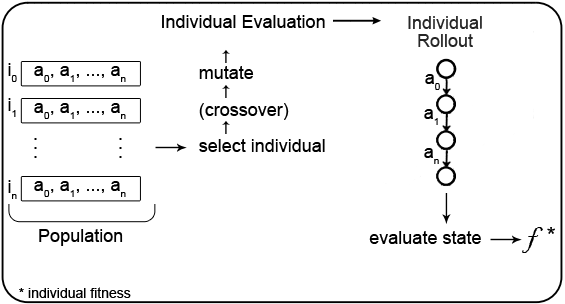 Individual Evaluation
Individual
Rollout
i0 a0, a1, ..., an
i1 a0, a1, ..., an
in a0, a1, ..., an
Population
mutate
(crossover)
select individual
a0
a1
an
evaluate state
f *
* individual fitness